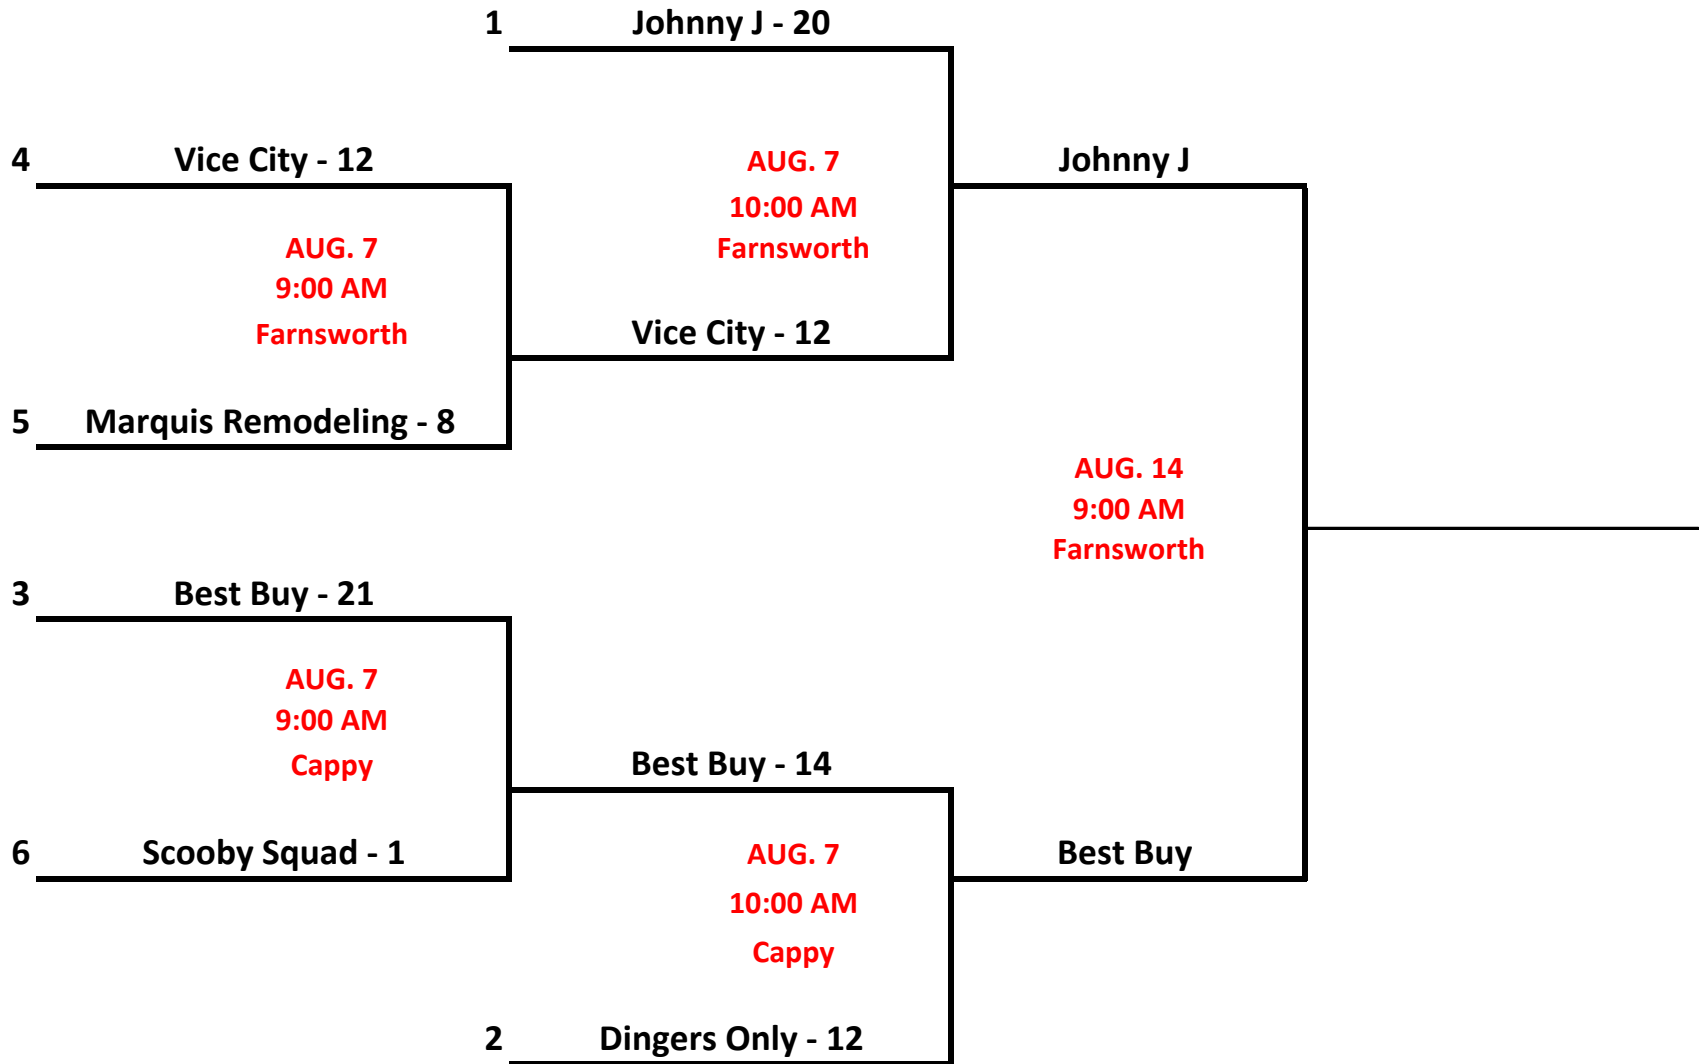 1 Johnny J - 20
4 Vice City - 12
AUG. 7
10:00 AM
Farnsworth
Johnny J
AUG. 7
9:00 AM
Farnsworth
Vice City - 12
5 Marquis Remodeling - 8
AUG. 14
9:00 AM
Farnsworth
3 Best Buy - 21
AUG. 7
9:00 AM
Cappy
Best Buy - 14
6 Scooby Squad - 1
AUG. 7
10:00 AM
Cappy
Best Buy
2 Dingers Only - 12